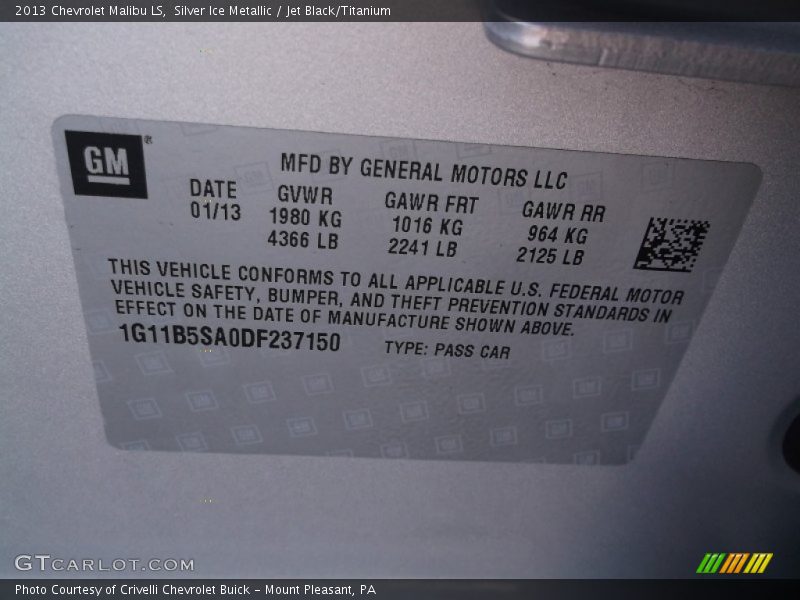 2013 Chevrolet Malibu LS, Silver Ice Metallic / Jet Black/Titanium
GM®
MFD BY GENERAL MOTORS LLC
DATE GVWR GAWR FRT GAWR RR
01/13 1980 KG 1016 KG 964 KG
4366 LB 2241 LB 2125 LB
THIS VEHICLE CONFORMS TO ALL APPLICABLE U.S. FEDERAL MOTOR
VEHICLE SAFETY, BUMPER, AND THEFT PREVENTION STANDARDS IN
EFFECT ON THE DATE OF MANUFACTURE SHOWN ABOVE.
1G11B5SA0DF237150 TYPE: PASS CAR
GTCARLOT.COM
Photo Courtesy of Crivelli Chevrolet Buick - Mount Pleasant, PA